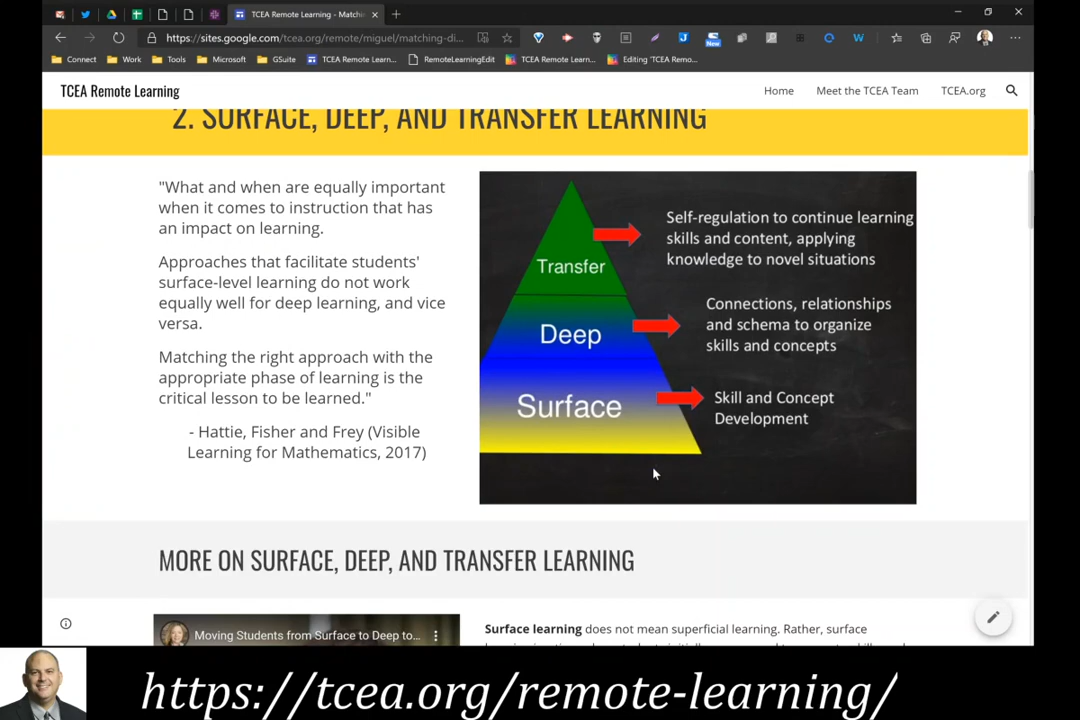 TCEA Remote Learning - Matchi
https://sites.google.com/tcea.org/remote/miguel/matching-di...
New
Connect
Work
Tools
Microsoft
GSuite
TCEA Remote Learn...
RemoteLearningEdit
TCEA Remote Learn...
Editing 'TCEA Remo...
TCEA Remote Learning
Home
Meet the TCEA Team
TCEA.org
2. SURFACE, DEEP, AND TRANSFER LEARNING
"What and when are equally important
when it comes to instruction that has
an impact on learning.
Approaches that facilitate students'
surface-level learning do not work
equally well for deep learning, and vice
versa.
Matching the right approach with the
appropriate phase of learning is the
critical lesson to be learned."
- Hattie, Fisher and Frey (Visible
Learning for Mathematics, 2017)
Transfer
Self-regulation to continue learning
skills and content, applying
knowledge to novel situations
Deep
Connections, relationships
and schema to organize
skills and concepts
Surface
Skill and Concept
Development
MORE ON SURFACE, DEEP, AND TRANSFER LEARNING
Moving Students from Surface to Deep to...
Surface learning does not mean superficial learning. Rather, surface
https://tcea.org/remote-learning/